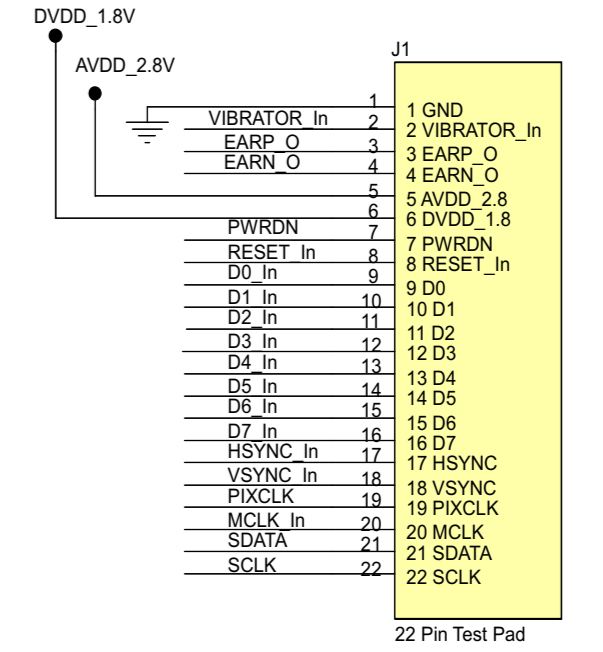 DVDD_1.8V
AVDD_2.8V
J1
1
1 GND
VIBRATOR_In
2
2 VIBRATOR_In
EARP_O
3
3 EARP_O
EARN_O
4
4 EARN_O
5
5 AVDD_2.8
6
6 DVDD_1.8
PWRDN
7
7 PWRDN
RESET_In
8
8 RESET_In
D0_In
9
9 D0
D1_In
10
10 D1
D2_In
11
11 D2
D3_In
12
12 D3
D4_In
13
13 D4
D5_In
14
14 D5
D6_In
15
15 D6
D7_In
16
16 D7
HSYNC_In
17
17 HSYNC
VSYNC_In
18
18 VSYNC
PIXCLK
19
19 PIXCLK
MCLK_In
20
20 MCLK
SDATA
21
21 SDATA
SCLK
22
22 SCLK
22 Pin Test Pad